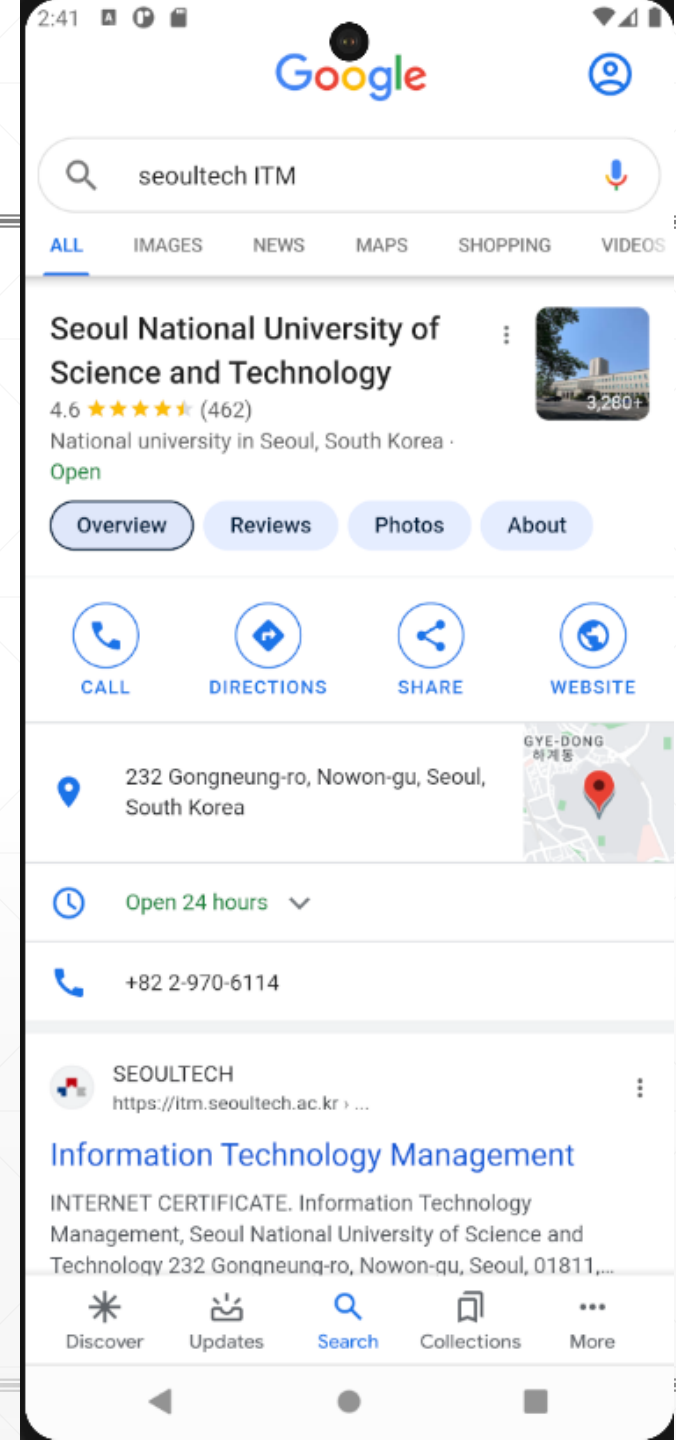 2:41
Google
seoultech ITM
ALL IMAGES NEWS MAPS SHOPPING VIDEOS
Seoul National University of
Science and Technology
3,280+
4.6 (462)
National university in Seoul, South Korea ·
Open
Overview Reviews Photos About
CALL DIRECTIONS SHARE WEBSITE
GYE-DONG
하계동
232 Gongneung-ro, Nowon-gu, Seoul,
South Korea
Open 24 hours
+82 2-970-6114
SEOULTECH
https://itm.seoultech.ac.kr › ...
Information Technology Management
INTERNET CERTIFICATE. Information Technology
Management, Seoul National University of Science and
Technology 232 Gongneung-ro, Nowon-gu, Seoul, 01811,...
Discover Updates Search Collections More